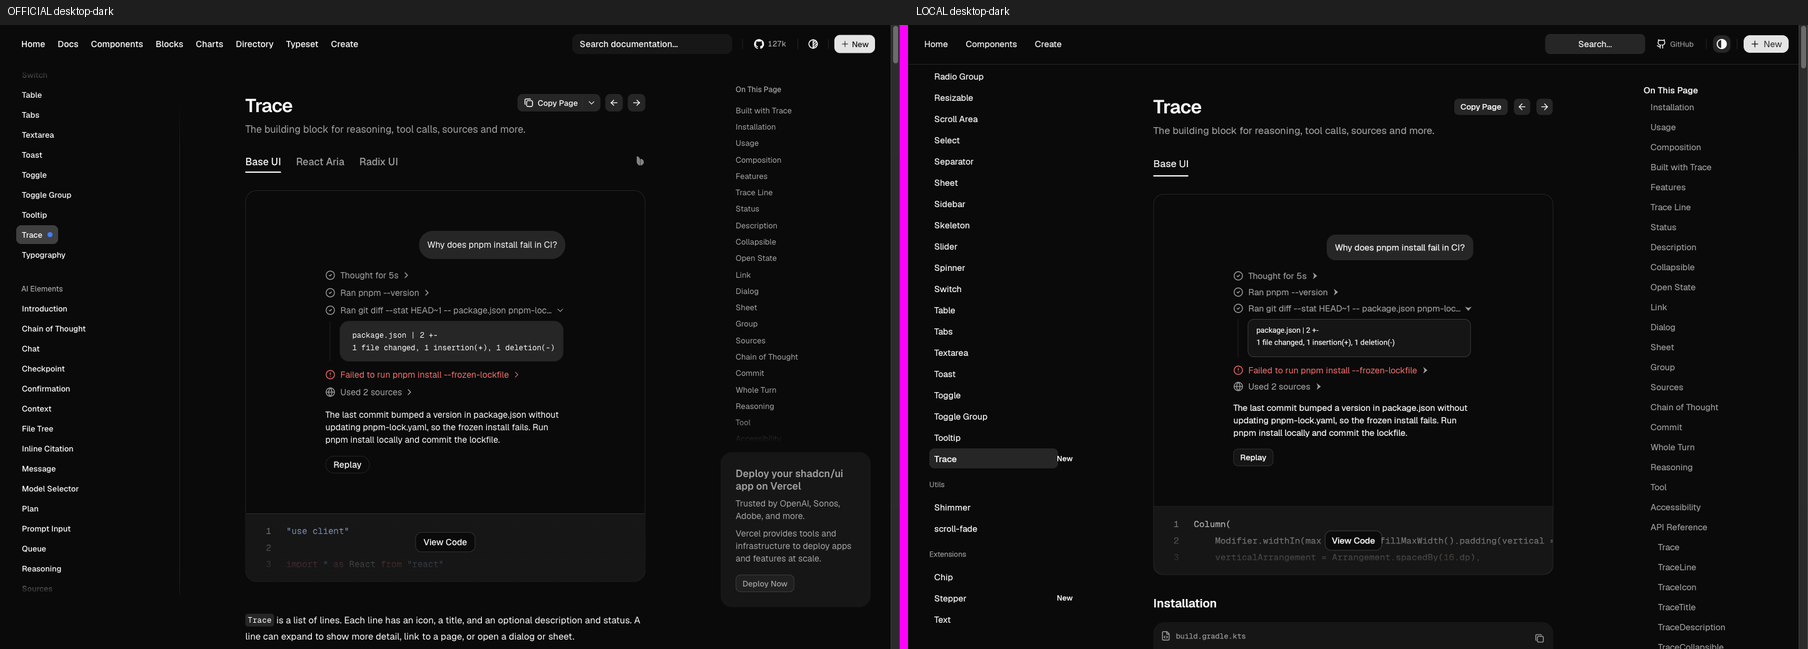 OFFICIAL desktop-dark
Home Docs Components Blocks Charts Directory Typeset Create
Search documentation...
127k
+ New
Switch
Table
Tabs
Textarea
Toast
Toggle
Toggle Group
Tooltip
Trace
Typography
AI Elements
Introduction
Chain of Thought
Chat
Checkpoint
Confirmation
Context
File Tree
Inline Citation
Message
Model Selector
Plan
Prompt Input
Queue
Reasoning
Sources
Trace
Copy Page
The building block for reasoning, tool calls, sources and more.
Base UI React Aria Radix UI
Why does pnpm install fail in CI?
Thought for 5s
Ran pnpm --version
Ran git diff --stat HEAD~1 -- package.json pnpm-loc...
package.json | 2 +-
1 file changed, 1 insertion(+), 1 deletion(-)
Failed to run pnpm install --frozen-lockfile
Used 2 sources
The last commit bumped a version in package.json without
updating pnpm-lock.yaml, so the frozen install fails. Run
pnpm install locally and commit the lockfile.
Replay
1 "use client"
2
View Code
3 import * as React from "react"
Trace is a list of lines. Each line has an icon, a title, and an optional description and status. A
line can expand to show more detail, link to a page, or open a dialog or sheet.
On This Page
Built with Trace
Installation
Usage
Composition
Features
Trace Line
Status
Description
Collapsible
Open State
Link
Dialog
Sheet
Group
Sources
Chain of Thought
Commit
Whole Turn
Reasoning
Tool
Accessibility
Deploy your shadcn/ui
app on Vercel
Trusted by OpenAI, Sonos,
Adobe, and more.
Vercel provides tools and
infrastructure to deploy apps
and features at scale.
Deploy Now
LOCAL desktop-dark
Home Components Create
Search...
GitHub
+ New
Radio Group
Resizable
Scroll Area
Select
Separator
Sheet
Sidebar
Skeleton
Slider
Spinner
Switch
Table
Tabs
Textarea
Toast
Toggle
Toggle Group
Tooltip
Trace New
Utils
Shimmer
scroll-fade
Extensions
Chip
Stepper New
Text
Trace
Copy Page
The building block for reasoning, tool calls, sources and more.
Base UI
Why does pnpm install fail in CI?
Thought for 5s
Ran pnpm --version
Ran git diff --stat HEAD~1 -- package.json pnpm-loc...
package.json | 2 +-
1 file changed, 1 insertion(+), 1 deletion(-)
Failed to run pnpm install --frozen-lockfile
Used 2 sources
The last commit bumped a version in package.json without
updating pnpm-lock.yaml, so the frozen install fails. Run
pnpm install locally and commit the lockfile.
Replay
1 Column(
2 Modifier.widthIn(max View Code fillMaxWidth().padding(vertical =
3 verticalArrangement = Arrangement.spacedBy(16.dp),
Installation
build.gradle.kts
On This Page
Installation
Usage
Composition
Built with Trace
Features
Trace Line
Status
Description
Collapsible
Open State
Link
Dialog
Sheet
Group
Sources
Chain of Thought
Commit
Whole Turn
Reasoning
Tool
Accessibility
API Reference
Trace
TraceLine
TraceIcon
TraceTitle
TraceDescription
TraceCollapsible